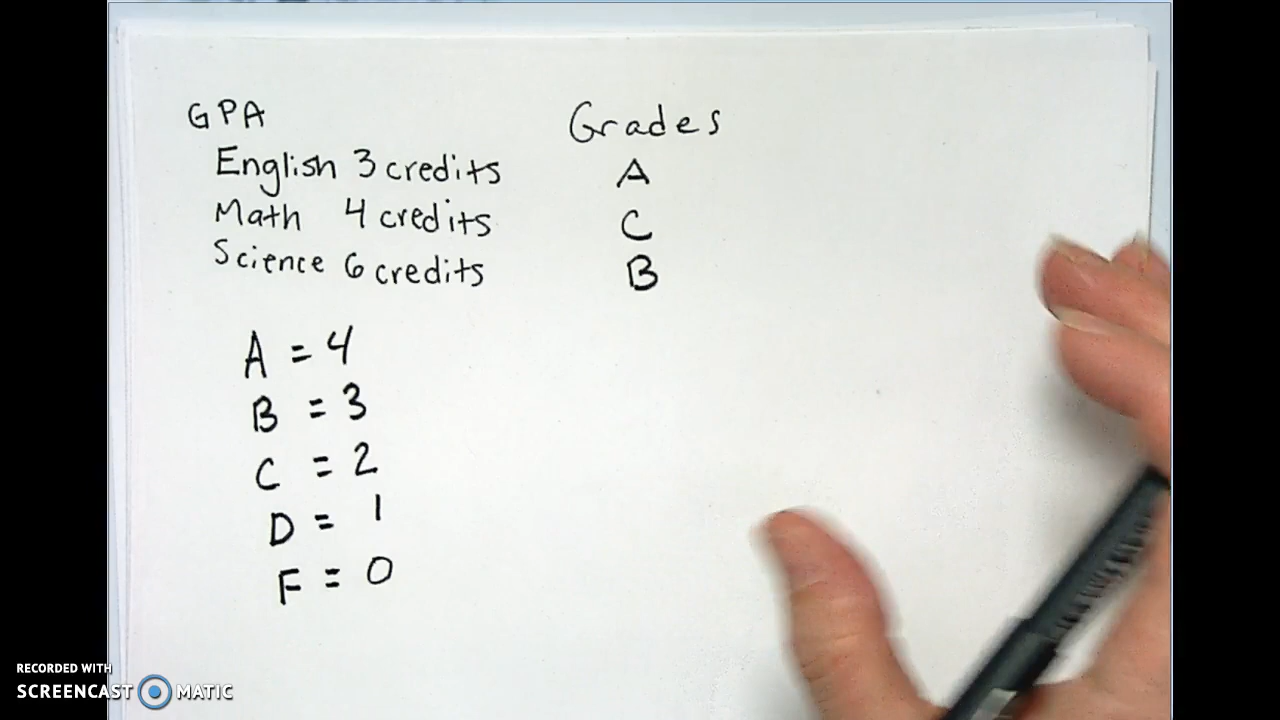 GPA
Grades
English 3 credits A
Math 4 credits C
Science 6 credits B
A = 4
B = 3
C = 2
D = 1
F = 0
RECORDED WITH
SCREENCAST MATIC